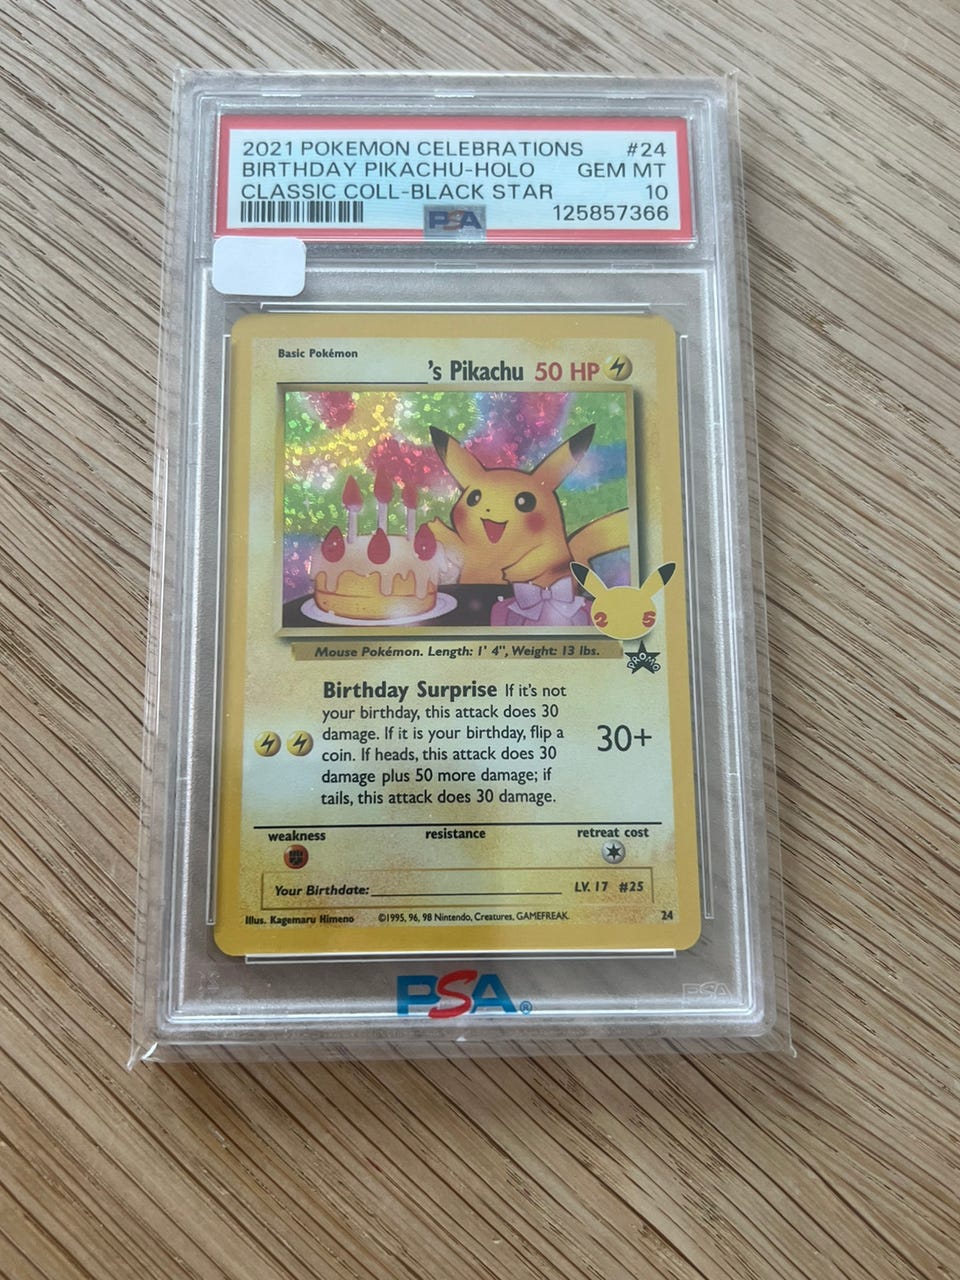 2021 POKEMON CELEBRATIONS #24
BIRTHDAY PIKACHU-HOLO GEM MT
CLASSIC COLL-BLACK STAR 10
PSA 125857366
Basic Pokémon
____________'s Pikachu 50 HP
25
Mouse Pokémon. Length: 1' 4", Weight: 13 lbs.
PROMO
Birthday Surprise If it's not
your birthday, this attack does 30
damage. If it is your birthday, flip a
coin. If heads, this attack does 30
damage plus 50 more damage; if
tails, this attack does 30 damage.
30+
weakness resistance retreat cost
Your Birthdate:____________________ LV. 17 #25
Illus. Kagemaru Himeno ©1995, 96, 98 Nintendo, Creatures, GAMEFREAK. 24
PSA®
PSA